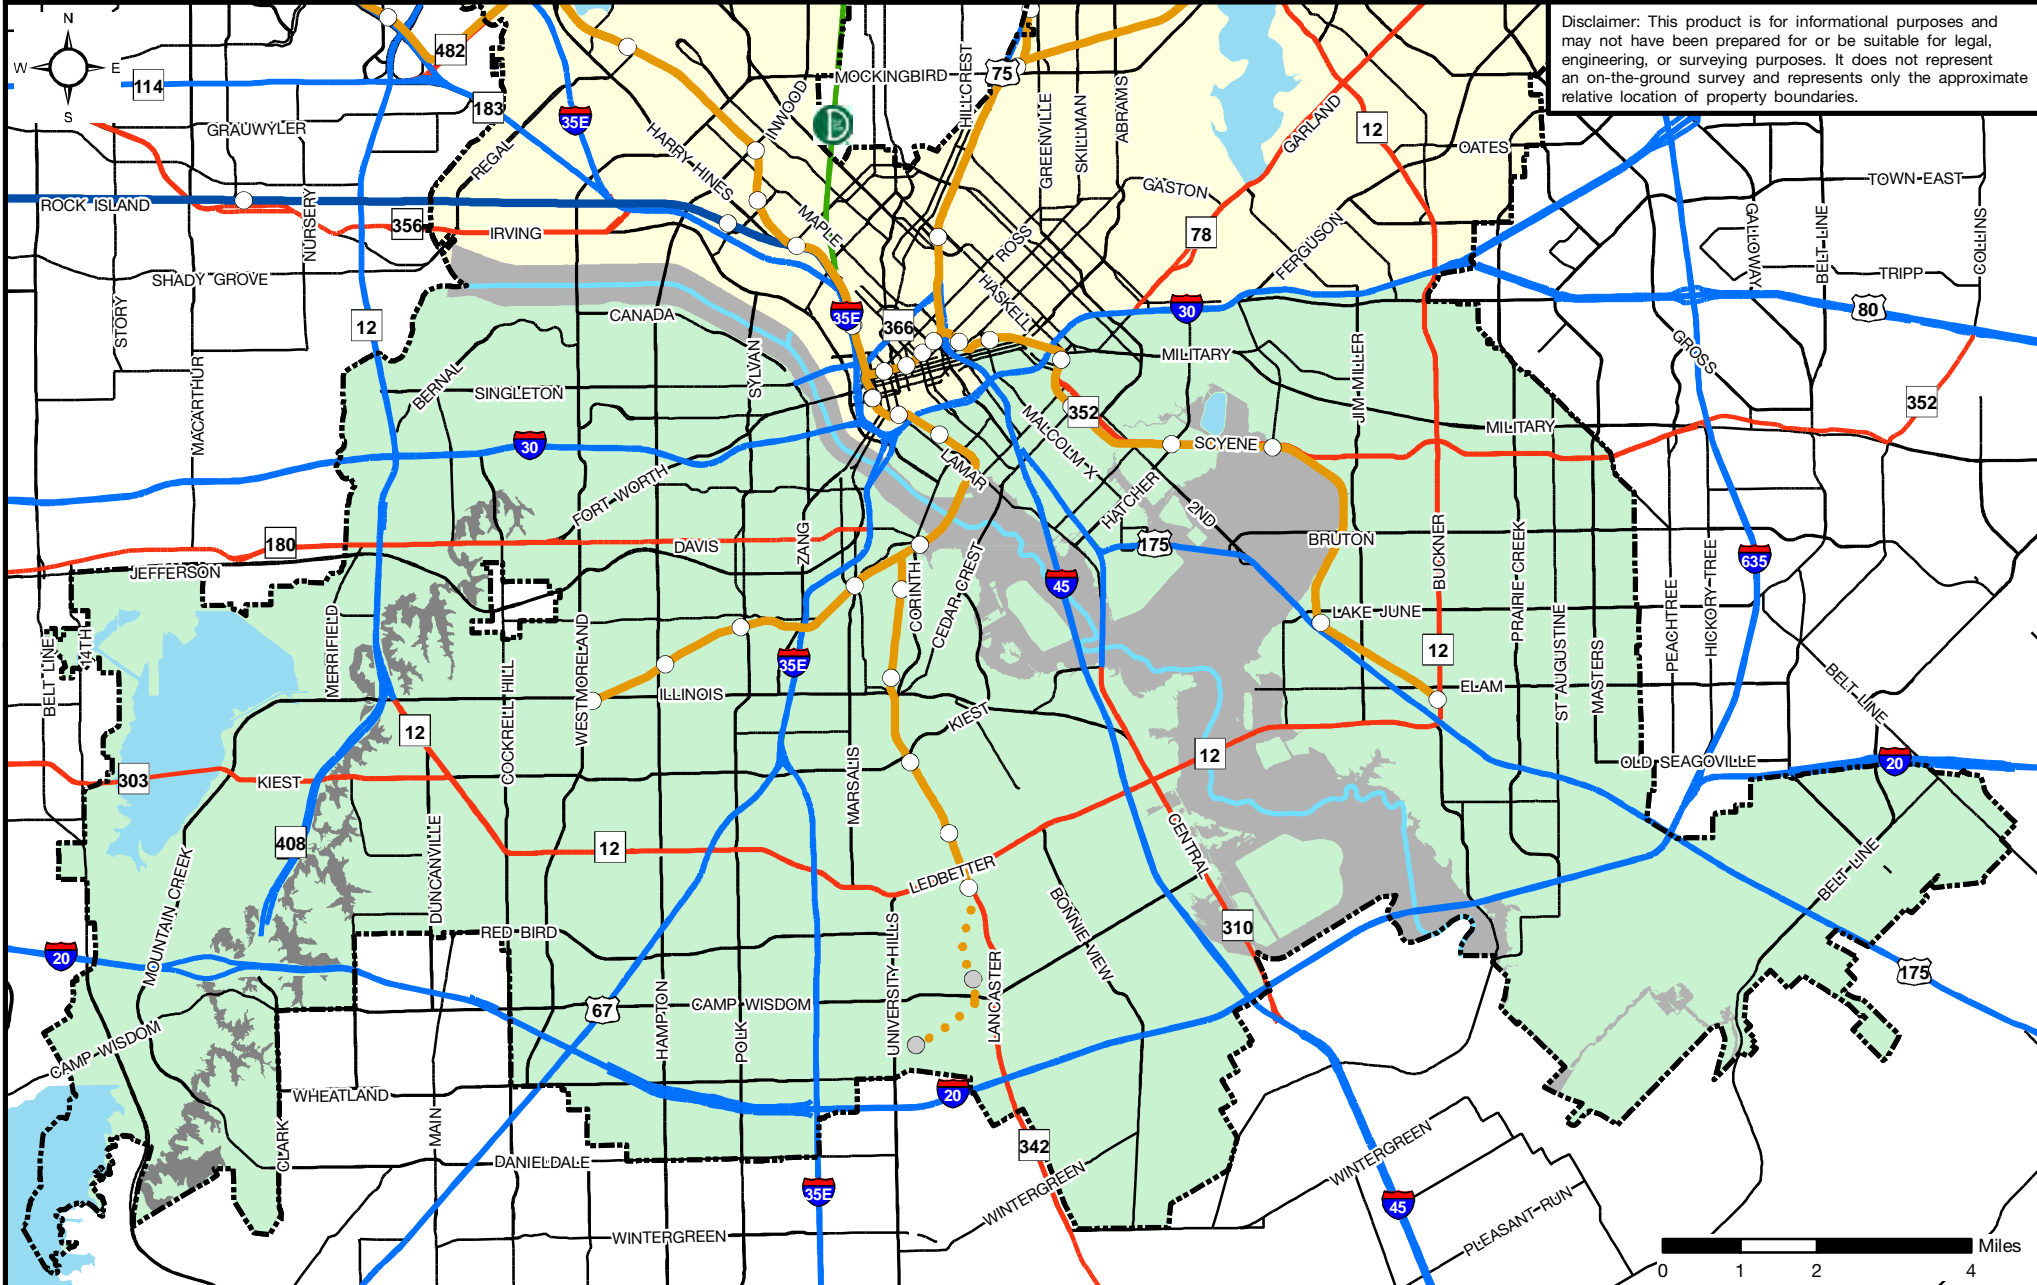 N
W
E
S
Disclaimer: This product is for informational purposes and
may not have been prepared for or be suitable for legal,
engineering, or surveying purposes. It does not represent
an on-the-ground survey and represents only the approximate
relative location of property boundaries.
482
114
183
35E
75
12
MOCKINGBIRD
HILLCREST
INWOOD
GREENVILLE
SKILLMAN
ABRAMS
GARLAND
OATES
GRAUWYLER
REGAL
HARRY HINES
TOWN EAST
GASTON
ROCK ISLAND
NURSERY
356
IRVING
MAPLE
ROSS
78
FERGUSON
GALLOWAY
BELT LINE
COLLINS
SHADY GROVE
TRIPP
HASKELL
STORY
12
CANADA
35E
366
30
80
MACARTHUR
BERNAL
SINGLETON
SYLVAN
MILITARY
JIM MILLER
GROSS
352
352
MALCOLM X
MILITARY
SCYENE
30
FORT WORTH
LAMAR
HATCHER
2ND
180
DAVIS
ZANG
JEFFERSON
175
BRUTON
BUCKNER
PRAIRIE CREEK
635
45
CORINTH
CEDAR CREST
LAKE JUNE
BELT LINE
14TH
MERRIFIELD
COCKRELL HILL
WESTMORELAND
35E
12
ST AUGUSTINE
MASTERS
PEACHTREE
HICKORY TREE
ELAM
BELT LINE
ILLINOIS
KIEST
12
12
303
KIEST
MARSALIS
OLD SEAGOVILLE
20
408
12
DUNCANVILLE
MOUNTAIN CREEK
LEDBETTER
CENTRAL
BELT LINE
RED BIRD
UNIVERSITY HILLS
BONNIE VIEW
310
20
175
67
HAMPTON
CAMP WISDOM
POLK
LANCASTER
CAMP WISDOM
WHEATLAND
MAIN
CLARK
20
342
DANIELDALE
35E
WINTERGREEN
WINTERGREEN
45
WINTERGREEN
PLEASANT RUN
Miles
0
1
2
4